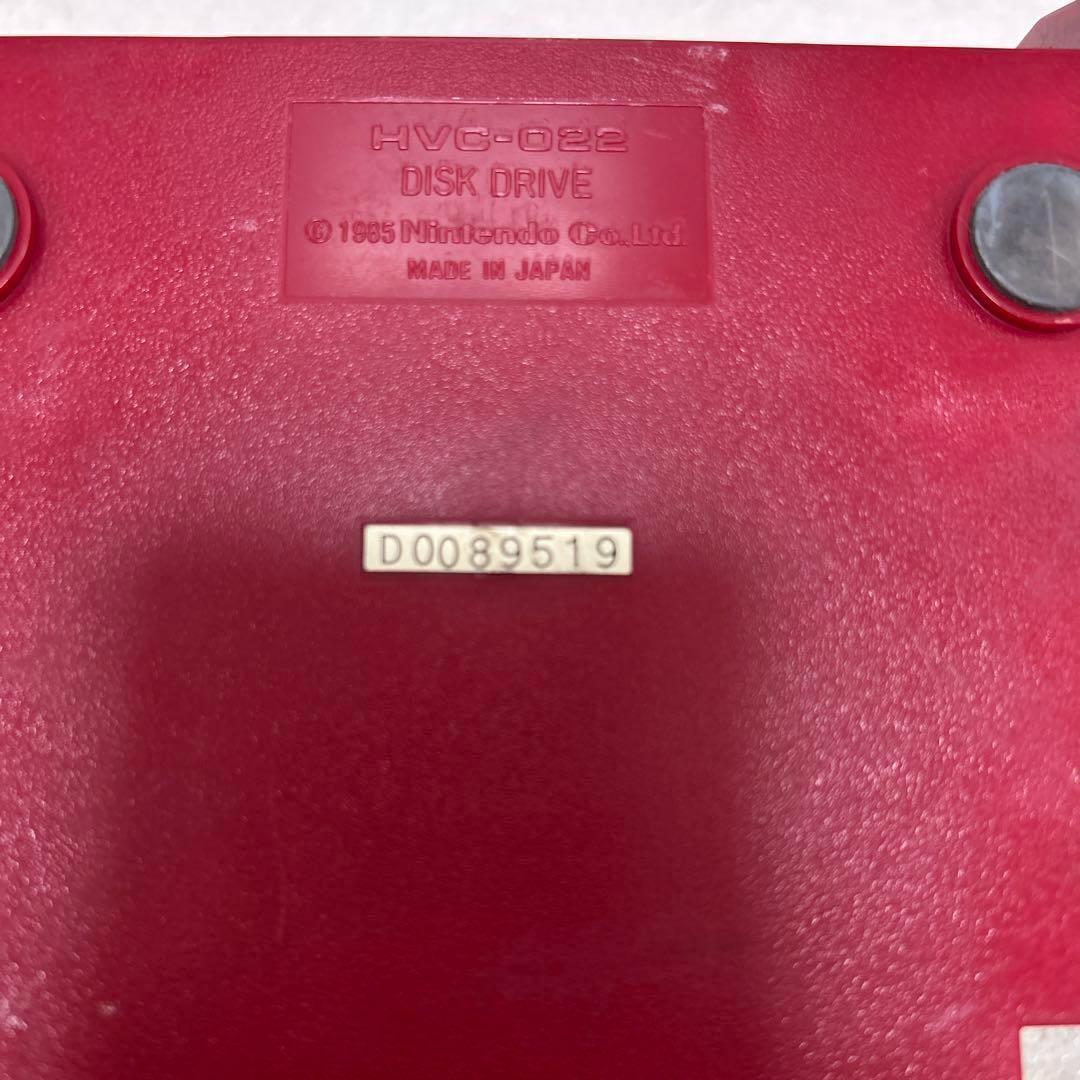 HVC-022
DISK DRIVE
© 1985 Nintendo Co.,Ltd.
MADE IN JAPAN
D0089519